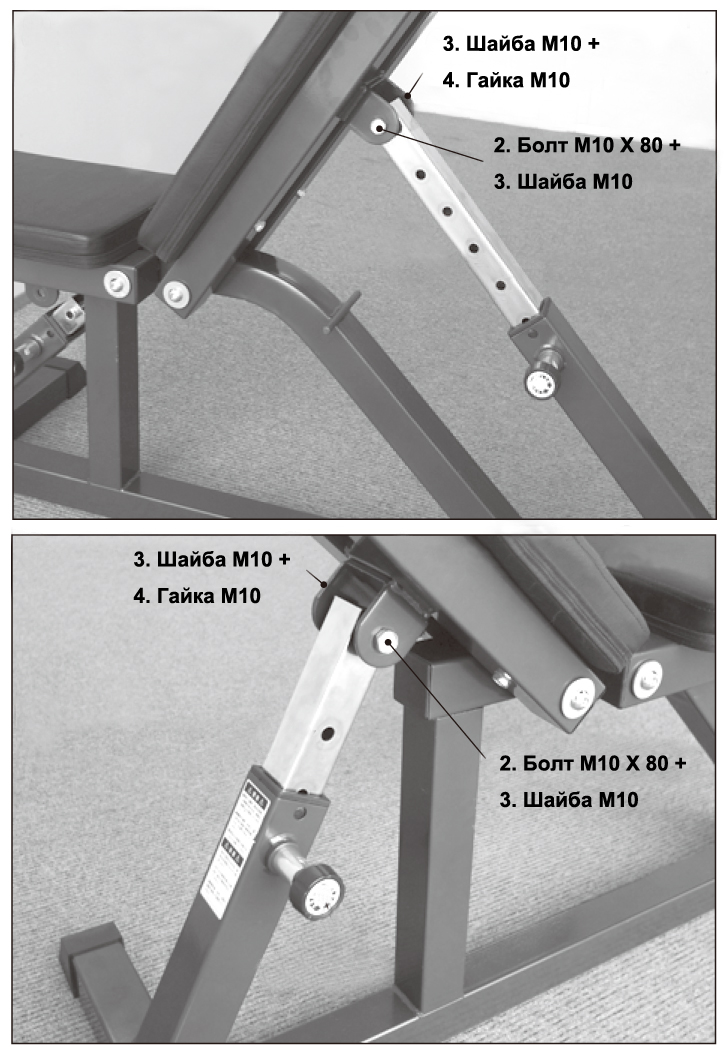 3. Шайба М10 +
4. Гайка М10
2. Болт М10 X 80 +
3. Шайба М10
3. Шайба М10 +
4. Гайка М10
2. Болт М10 X 80 +
3. Шайба М10